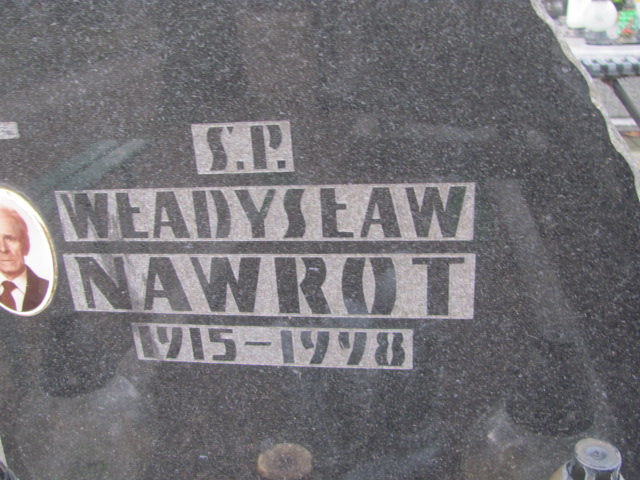 Ś.P.
WŁADYSŁAW
NAWROT
1915-1998